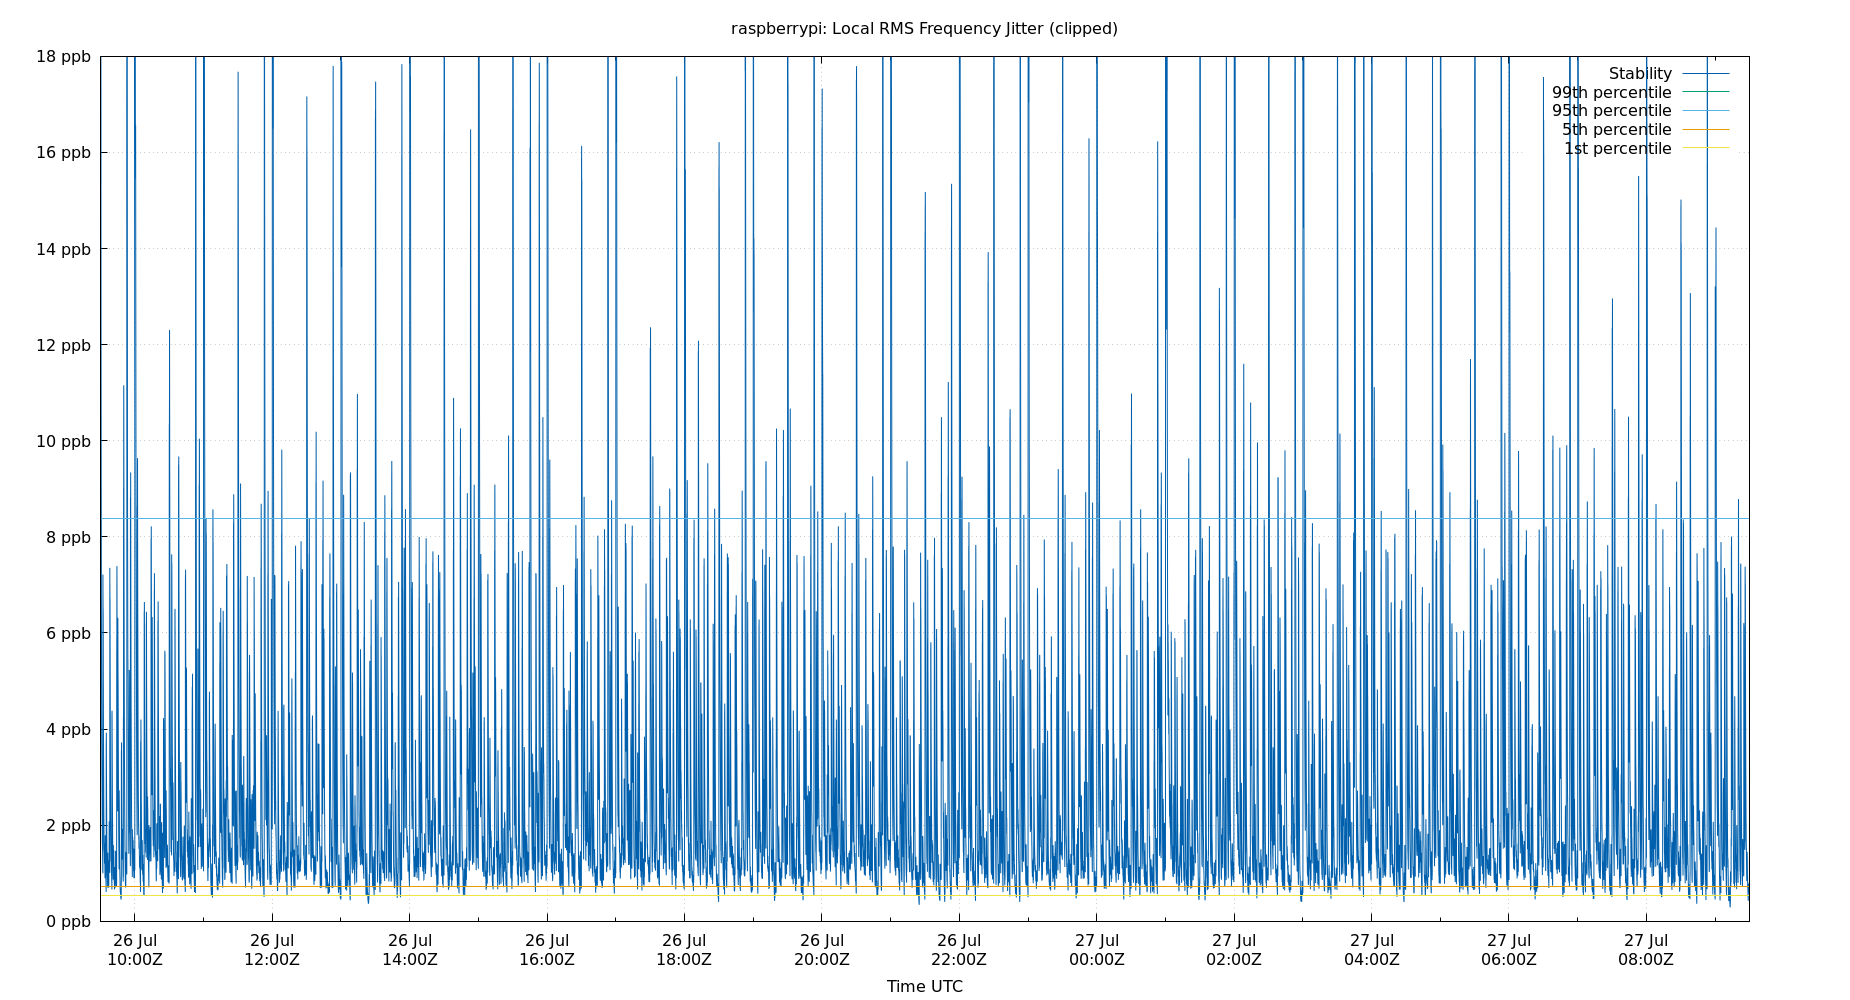 raspberrypi: Local RMS Frequency Jitter (clipped)
18 ppb
16 ppb
14 ppb
12 ppb
10 ppb
8 ppb
6 ppb
4 ppb
2 ppb
0 ppb
Stability
99th percentile
95th percentile
5th percentile
1st percentile
26 Jul 26 Jul 26 Jul 26 Jul 26 Jul 26 Jul 26 Jul 27 Jul 27 Jul 27 Jul 27 Jul 27 Jul
10:00Z 12:00Z 14:00Z 16:00Z 18:00Z 20:00Z 22:00Z 00:00Z 02:00Z 04:00Z 06:00Z 08:00Z
Time UTC